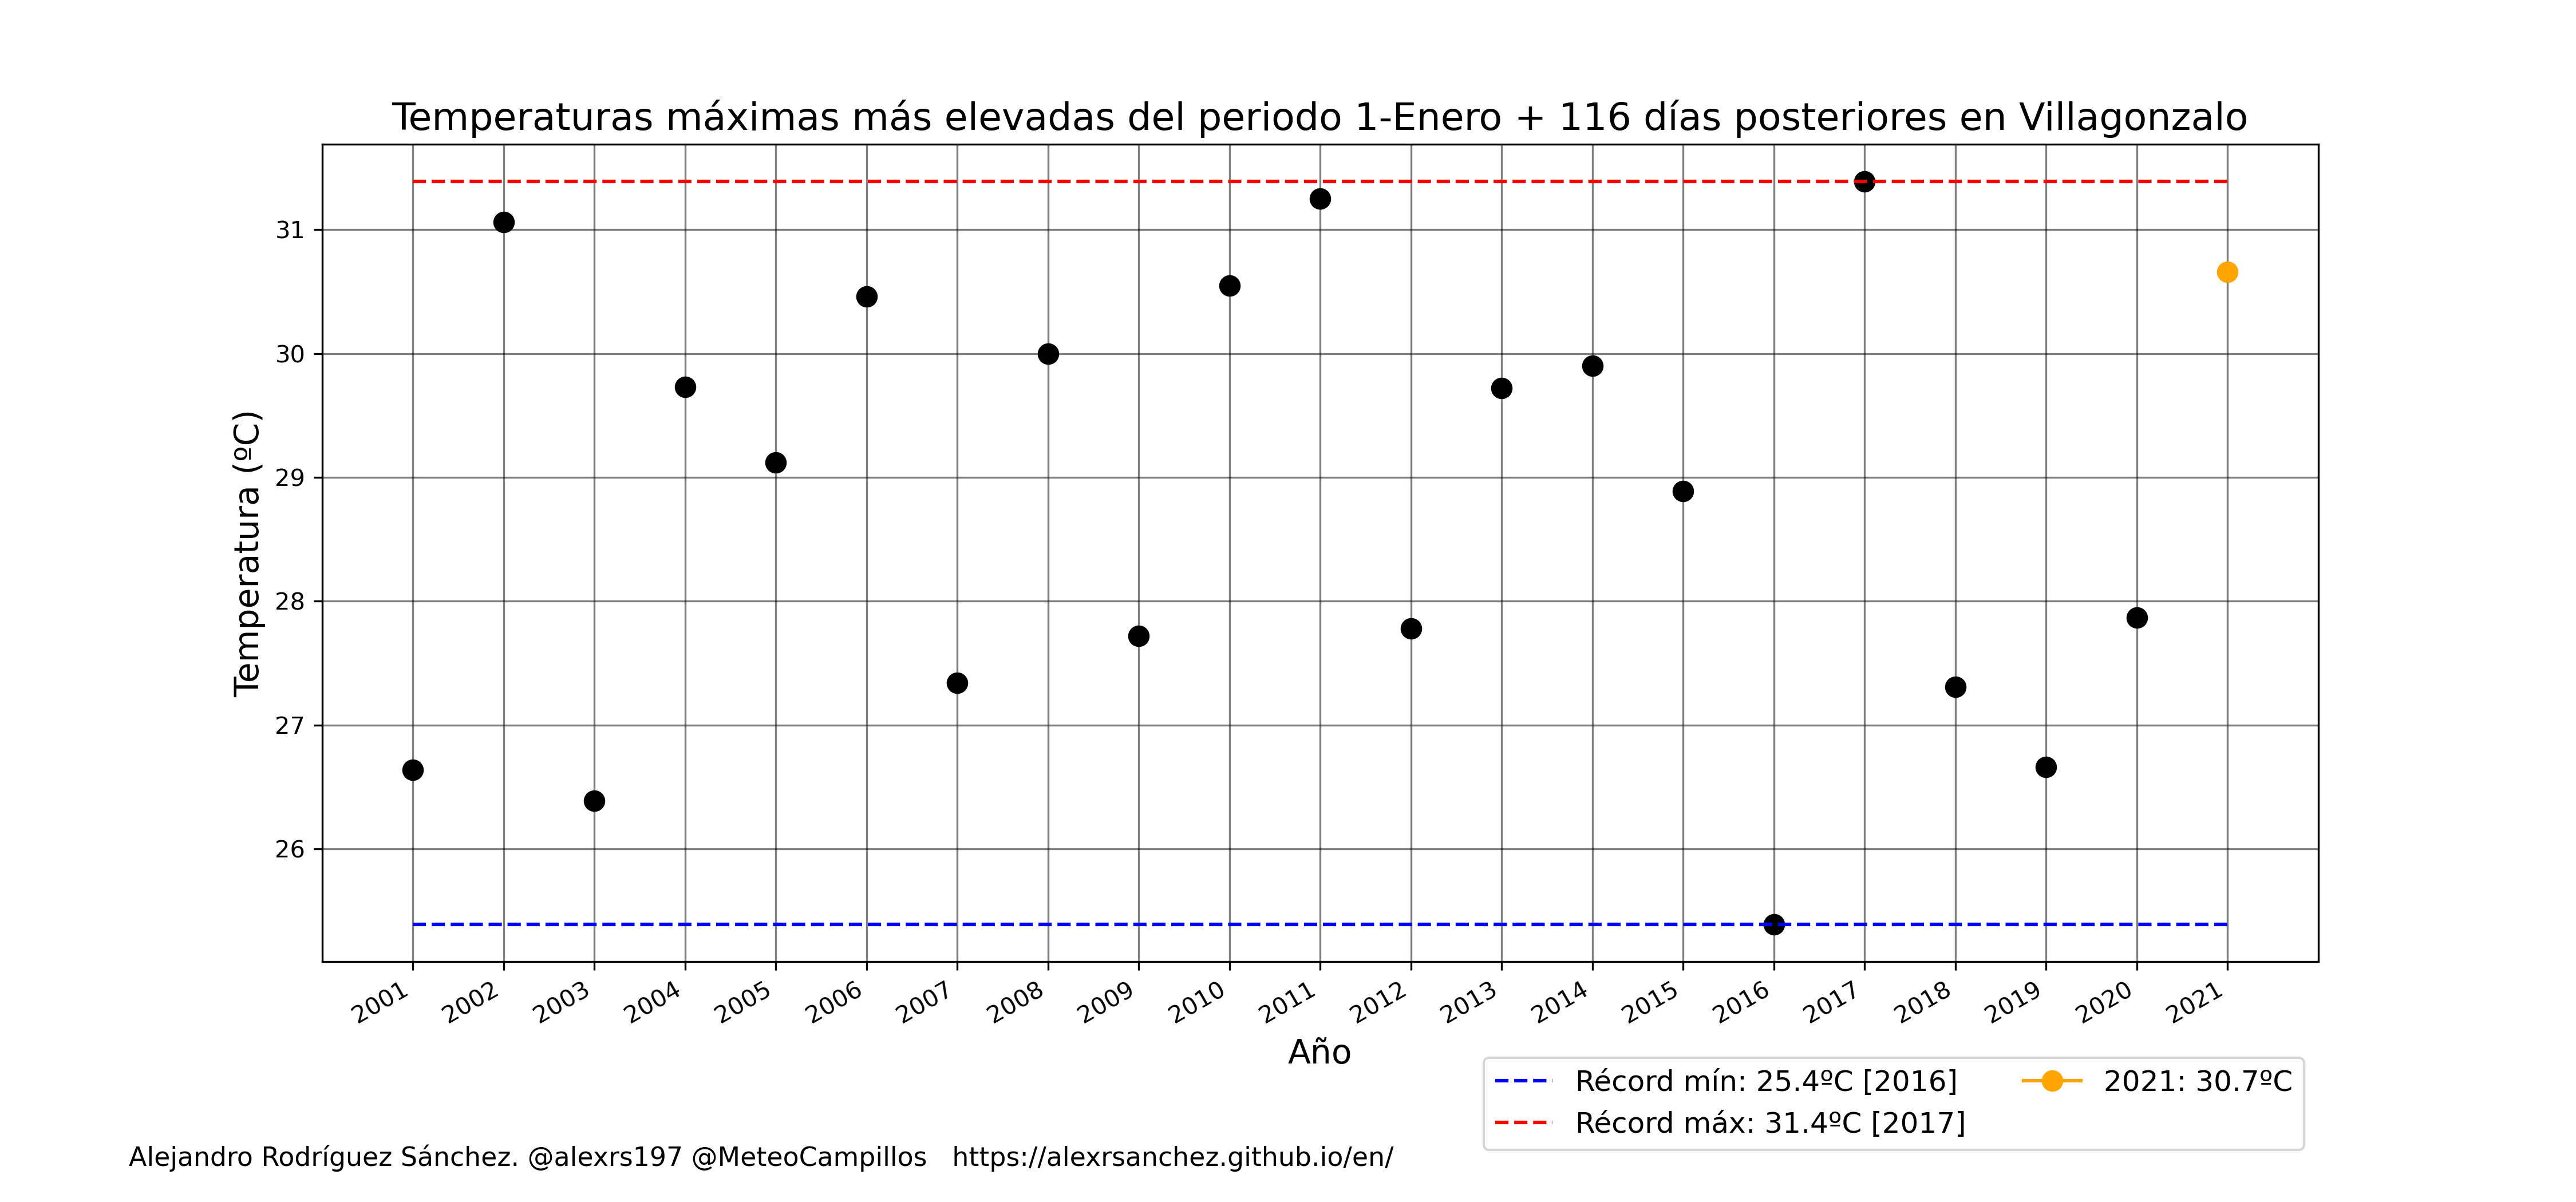 Temperaturas máximas más elevadas del periodo 1-Enero + 116 días posteriores en Villagonzalo
Temperatura (ºC)
31
30
29
28
27
26
2001 2002 2003 2004 2005 2006 2007 2008 2009 2010 2011 2012 2013 2014 2015 2016 2017 2018 2019 2020 2021
Año
Récord mín: 25.4ºC [2016]
Récord máx: 31.4ºC [2017]
2021: 30.7ºC
Alejandro Rodríguez Sánchez. @alexrs197 @MeteoCampillos https://alexrsanchez.github.io/en/